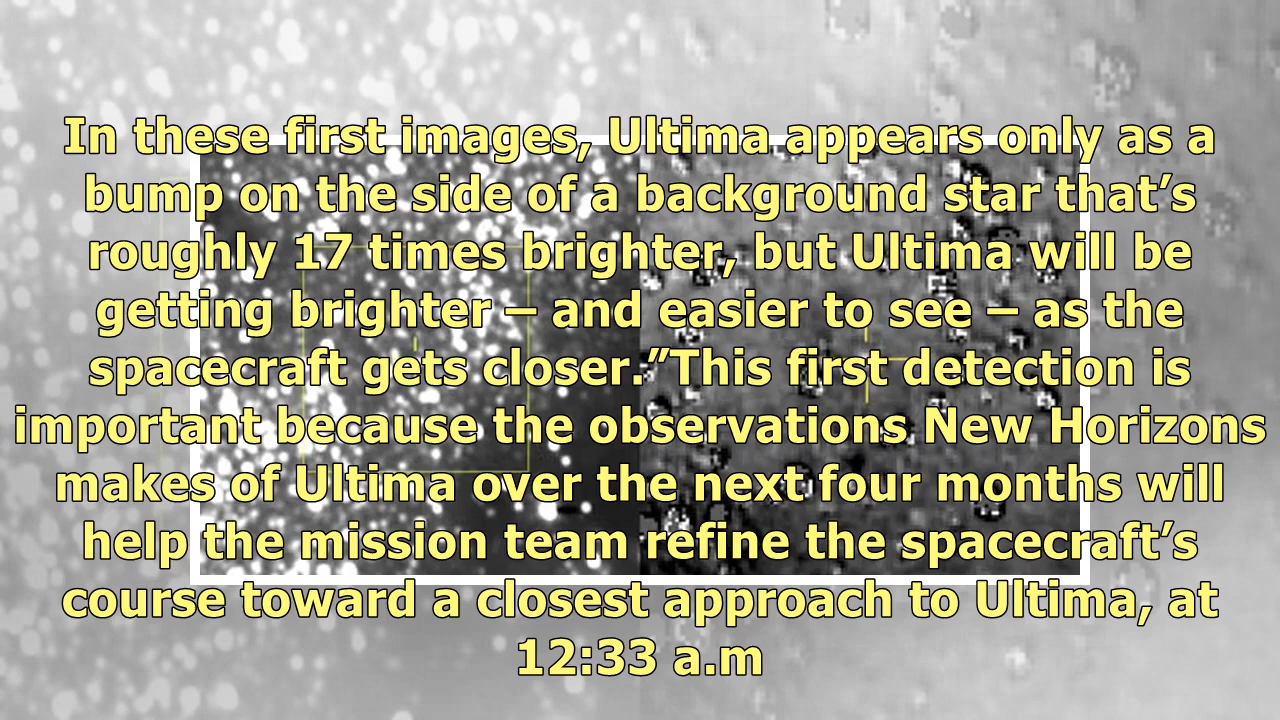 In these first images, Ultima appears only as a
bump on the side of a background star that’s
roughly 17 times brighter, but Ultima will be
getting brighter – and easier to see – as the
spacecraft gets closer.”This first detection is
important because the observations New Horizons
makes of Ultima over the next four months will
help the mission team refine the spacecraft’s
course toward a closest approach to Ultima, at
12:33 a.m